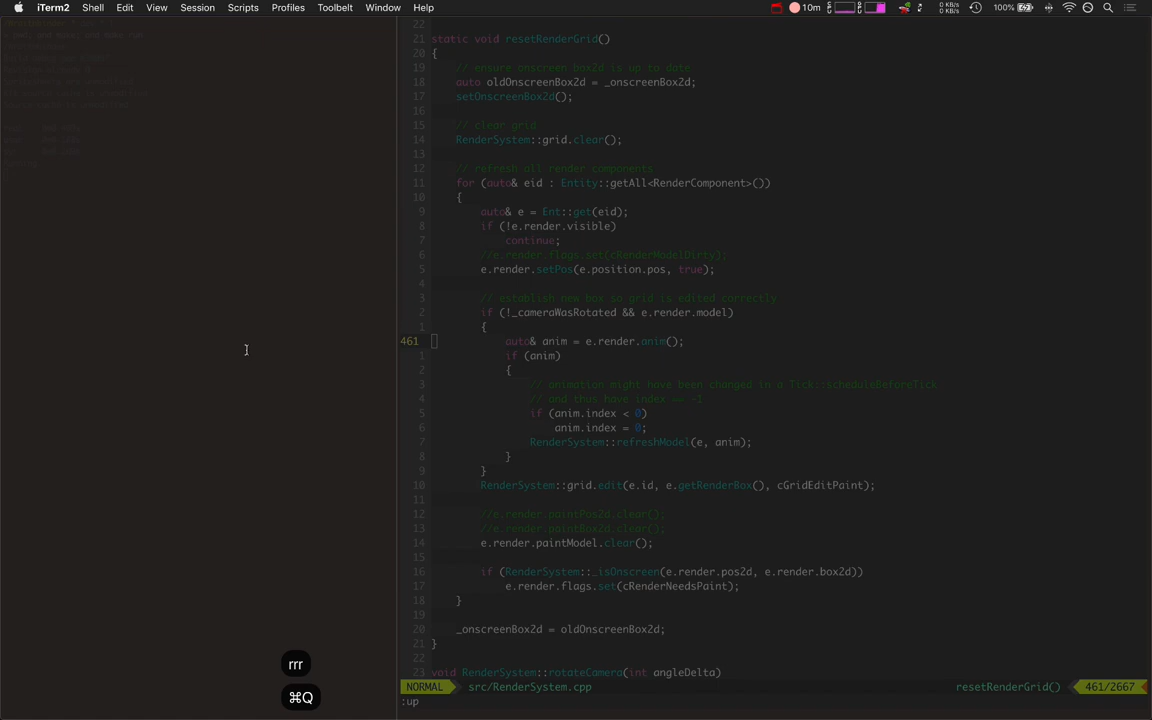 iTerm2 Shell Edit View Session Scripts Profiles Toolbelt Window Help 10m 0 KB/s 0 KB/s 100%
22
21 static void resetRenderGrid()
20 {
19 // ensure onscreen box2d is up to date
18 auto oldOnscreenBox2d = _onscreenBox2d;
17 setOnscreenBox2d();
16
15 // clear grid
14 RenderSystem::grid.clear();
13
12 // refresh all render components
11 for (auto& eid : Entity::getAll<RenderComponent>())
10 {
9 auto& e = Ent::get(eid);
8 if (!e.render.visible)
7 continue;
6 //e.render.flags.set(cRenderModelDirty);
5 e.render.setPos(e.position.pos, true);
4
3 // establish new box so grid is edited correctly
2 if (!_cameraWasRotated && e.render.model)
1 {
461 auto& anim = e.render.anim();
1 if (anim)
2 {
3 // animation might have been changed in a Tick::scheduleBeforeTick
4 // and thus have index == -1
5 if (anim.index < 0)
6 anim.index = 0;
7 RenderSystem::refreshModel(e, anim);
8 }
9 }
10 RenderSystem::grid.edit(e.id, e.getRenderBox(), cGridEditPaint);
11
12 //e.render.paintPos2d.clear();
13 //e.render.paintBox2d.clear();
14 e.render.paintModel.clear();
15
16 if (RenderSystem::_isOnscreen(e.render.pos2d, e.render.box2d))
17 e.render.flags.set(cRenderNeedsPaint);
18 }
19
20 _onscreenBox2d = oldOnscreenBox2d;
21 }
22
23 void RenderSystem::rotateCamera(int angleDelta)
NORMAL src/RenderSystem.cpp resetRenderGrid() 461/2667
:up
rrr
⌘Q